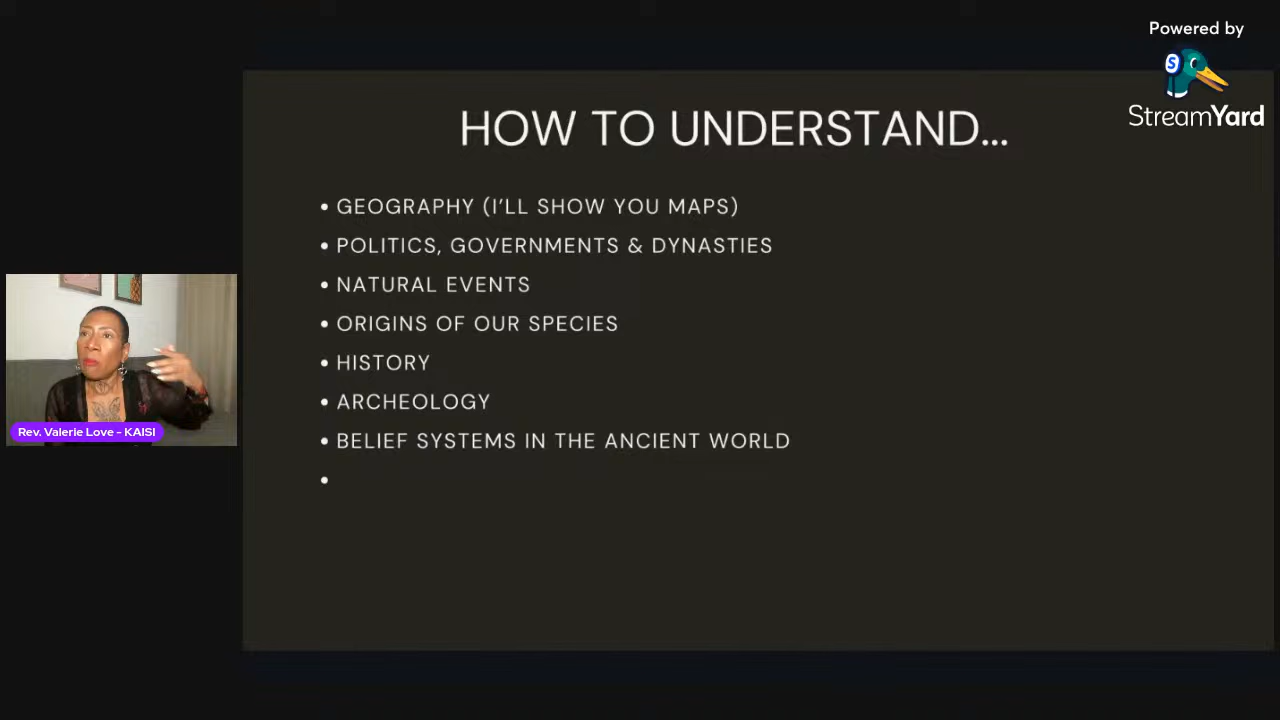 Powered by
S
StreamYard
HOW TO UNDERSTAND...
• GEOGRAPHY (I'LL SHOW YOU MAPS)
• POLITICS, GOVERNMENTS & DYNASTIES
• NATURAL EVENTS
• ORIGINS OF OUR SPECIES
• HISTORY
• ARCHEOLOGY
• BELIEF SYSTEMS IN THE ANCIENT WORLD
•
Rev. Valerie Love - KAISI